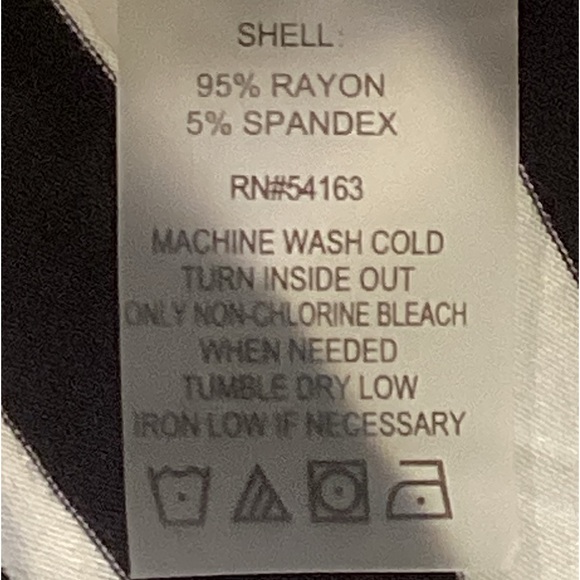 SHELL:
95% RAYON
5% SPANDEX
RN#54163
MACHINE WASH COLD
TURN INSIDE OUT
ONLY NON-CHLORINE BLEACH
WHEN NEEDED
TUMBLE DRY LOW
IRON LOW IF NECESSARY